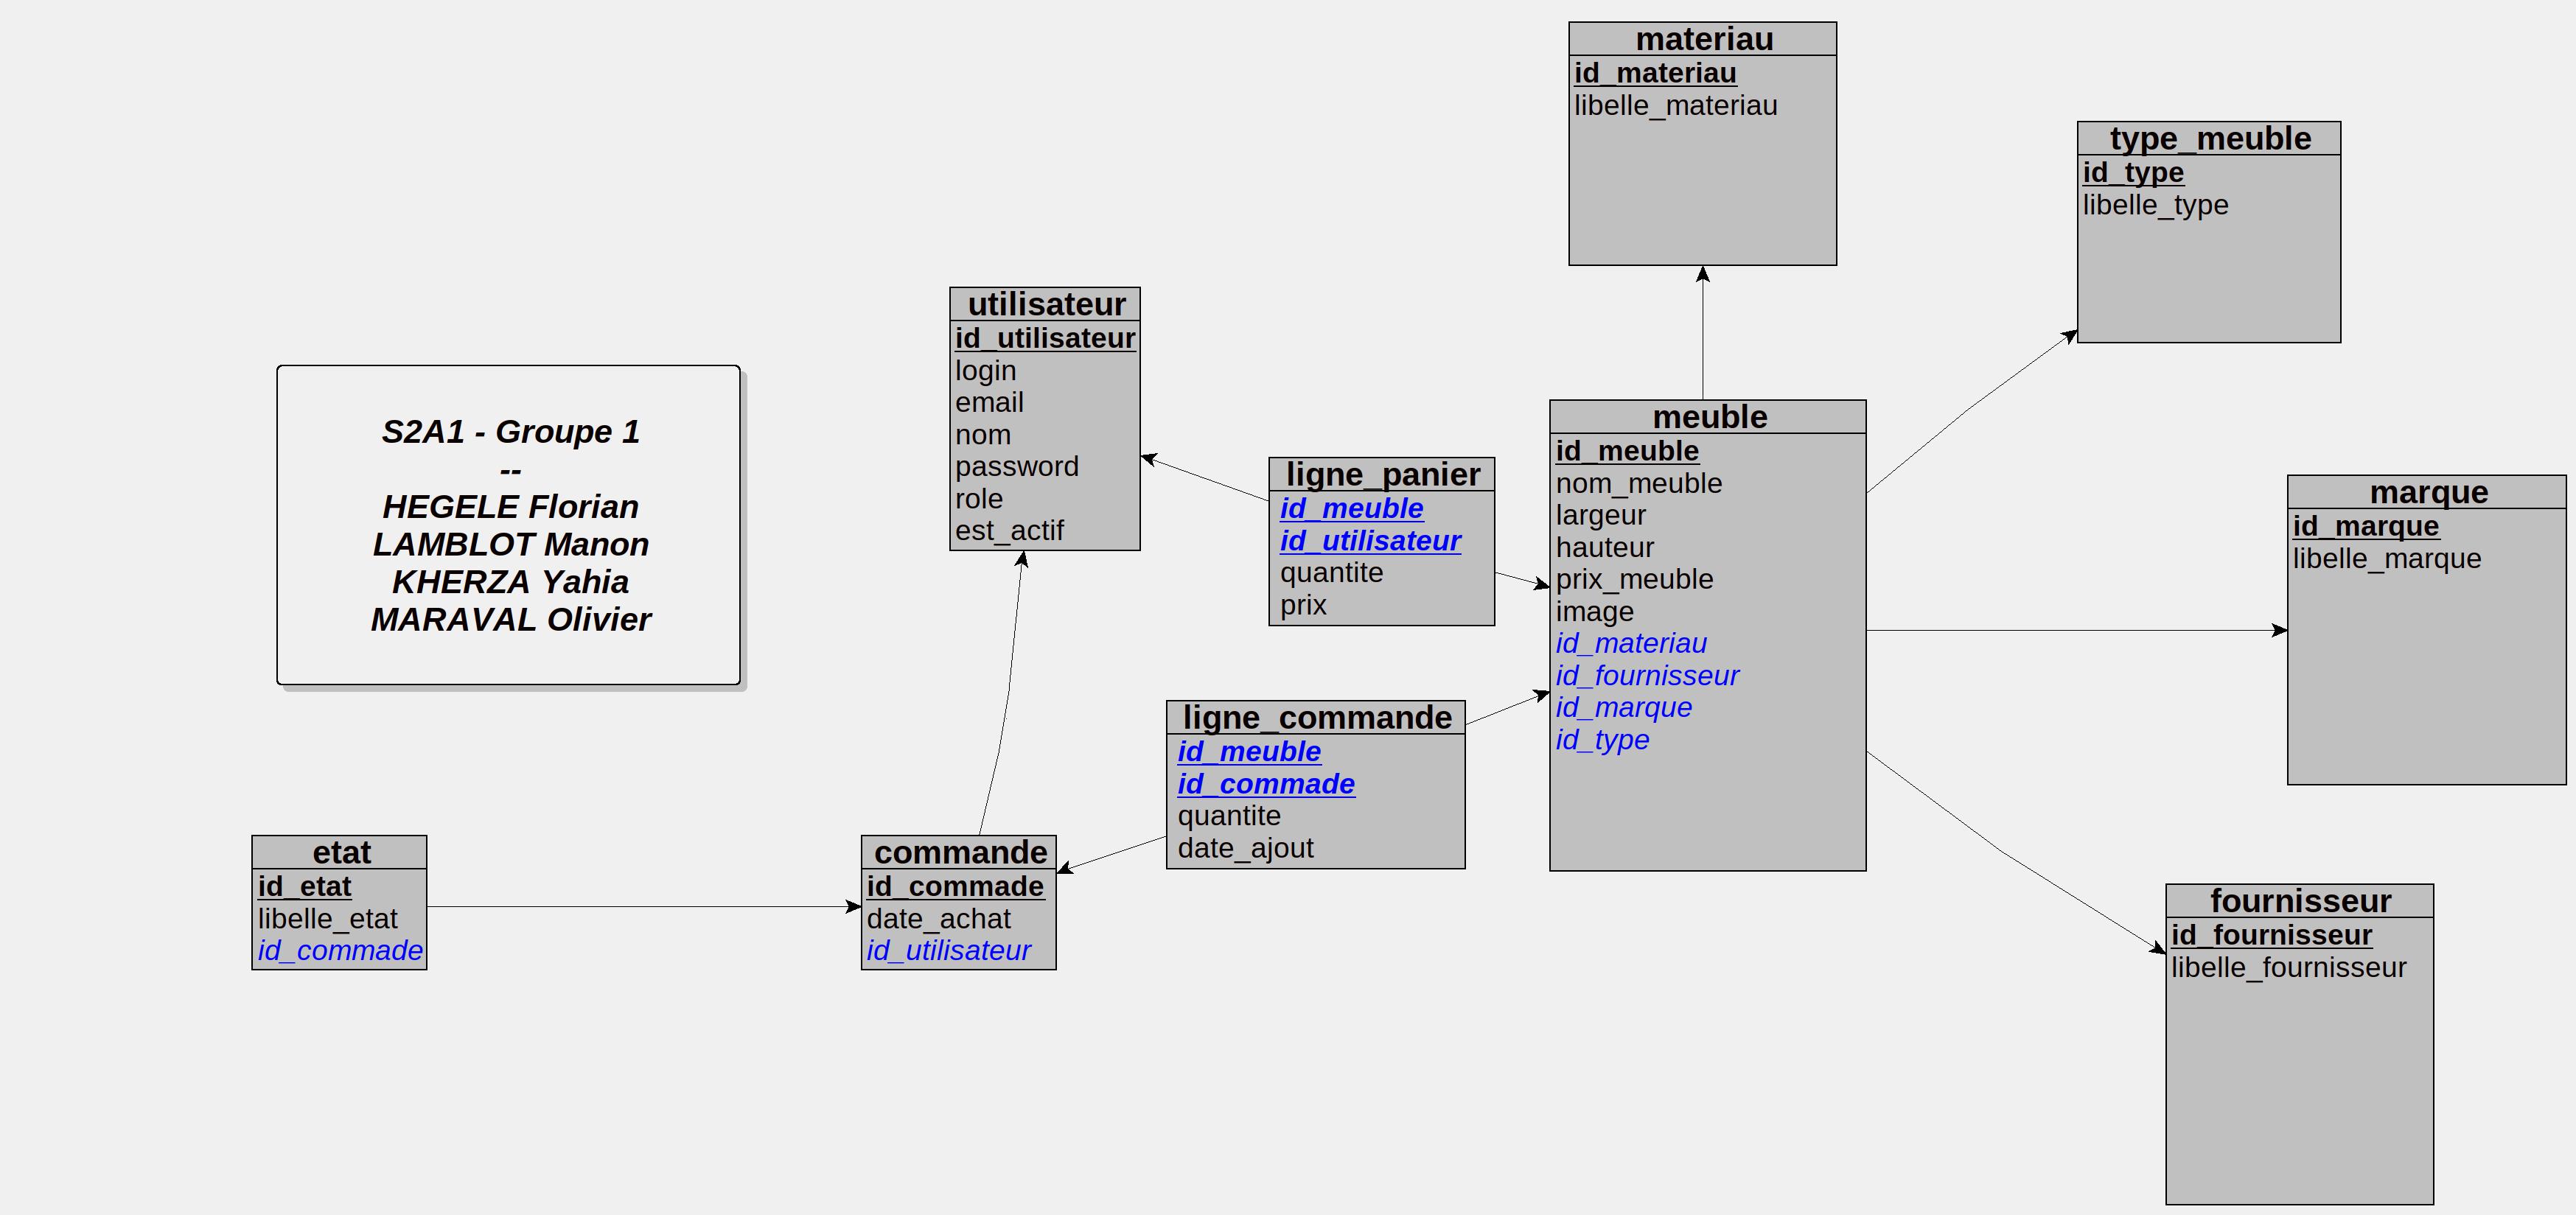 materiau
id_materiau
libelle_materiau
type_meuble
id_type
libelle_type
utilisateur
id_utilisateur
login
email
nom
password
role
est_actif
S2A1 - Groupe 1
--
HEGELE Florian
LAMBLOT Manon
KHERZA Yahia
MARAVAL Olivier
ligne_panier
id_meuble
id_utilisateur
quantite
prix
meuble
id_meuble
nom_meuble
largeur
hauteur
prix_meuble
image
id_materiau
id_fournisseur
id_marque
id_type
marque
id_marque
libelle_marque
ligne_commande
id_meuble
id_commade
quantite
date_ajout
etat
id_etat
libelle_etat
id_commade
commande
id_commade
date_achat
id_utilisateur
fournisseur
id_fournisseur
libelle_fournisseur